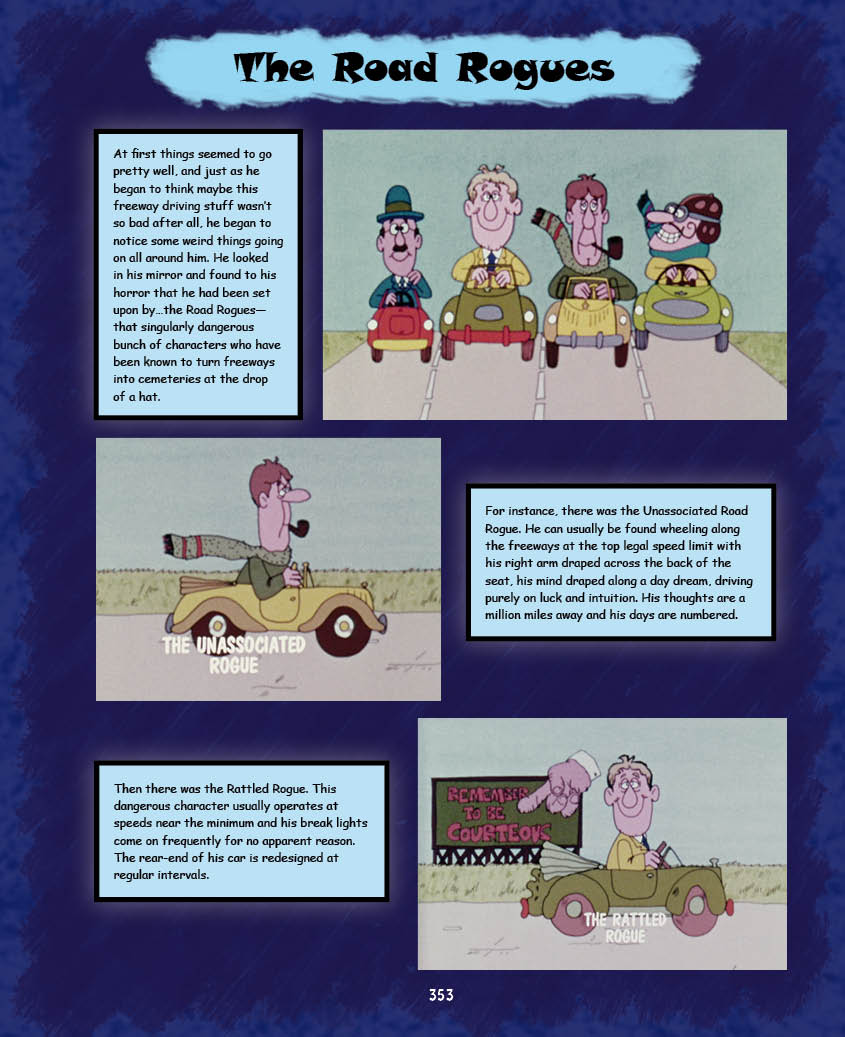 The Road Rogues
At first things seemed to go
pretty well, and just as he
began to think maybe this
freeway driving stuff wasn't
so bad after all, he began to
notice some weird things going
on all around him. He looked
in his mirror and found to his
horror that he had been set
upon by…the Road Rogues—
that singularly dangerous
bunch of characters who have
been known to turn freeways
into cemeteries at the drop
of a hat.
THE UNASSOCIATED
ROGUE
For instance, there was the Unassociated Road
Rogue. He can usually be found wheeling along
the freeways at the top legal speed limit with
his right arm draped across the back of the
seat, his mind draped along a day dream, driving
purely on luck and intuition. His thoughts are a
million miles away and his days are numbered.
Then there was the Rattled Rogue. This
dangerous character usually operates at
speeds near the minimum and his break lights
come on frequently for no apparent reason.
The rear-end of his car is redesigned at
regular intervals.
REMEMBER
TO BE
COURTEOUS
THE RATTLED
ROGUE
353